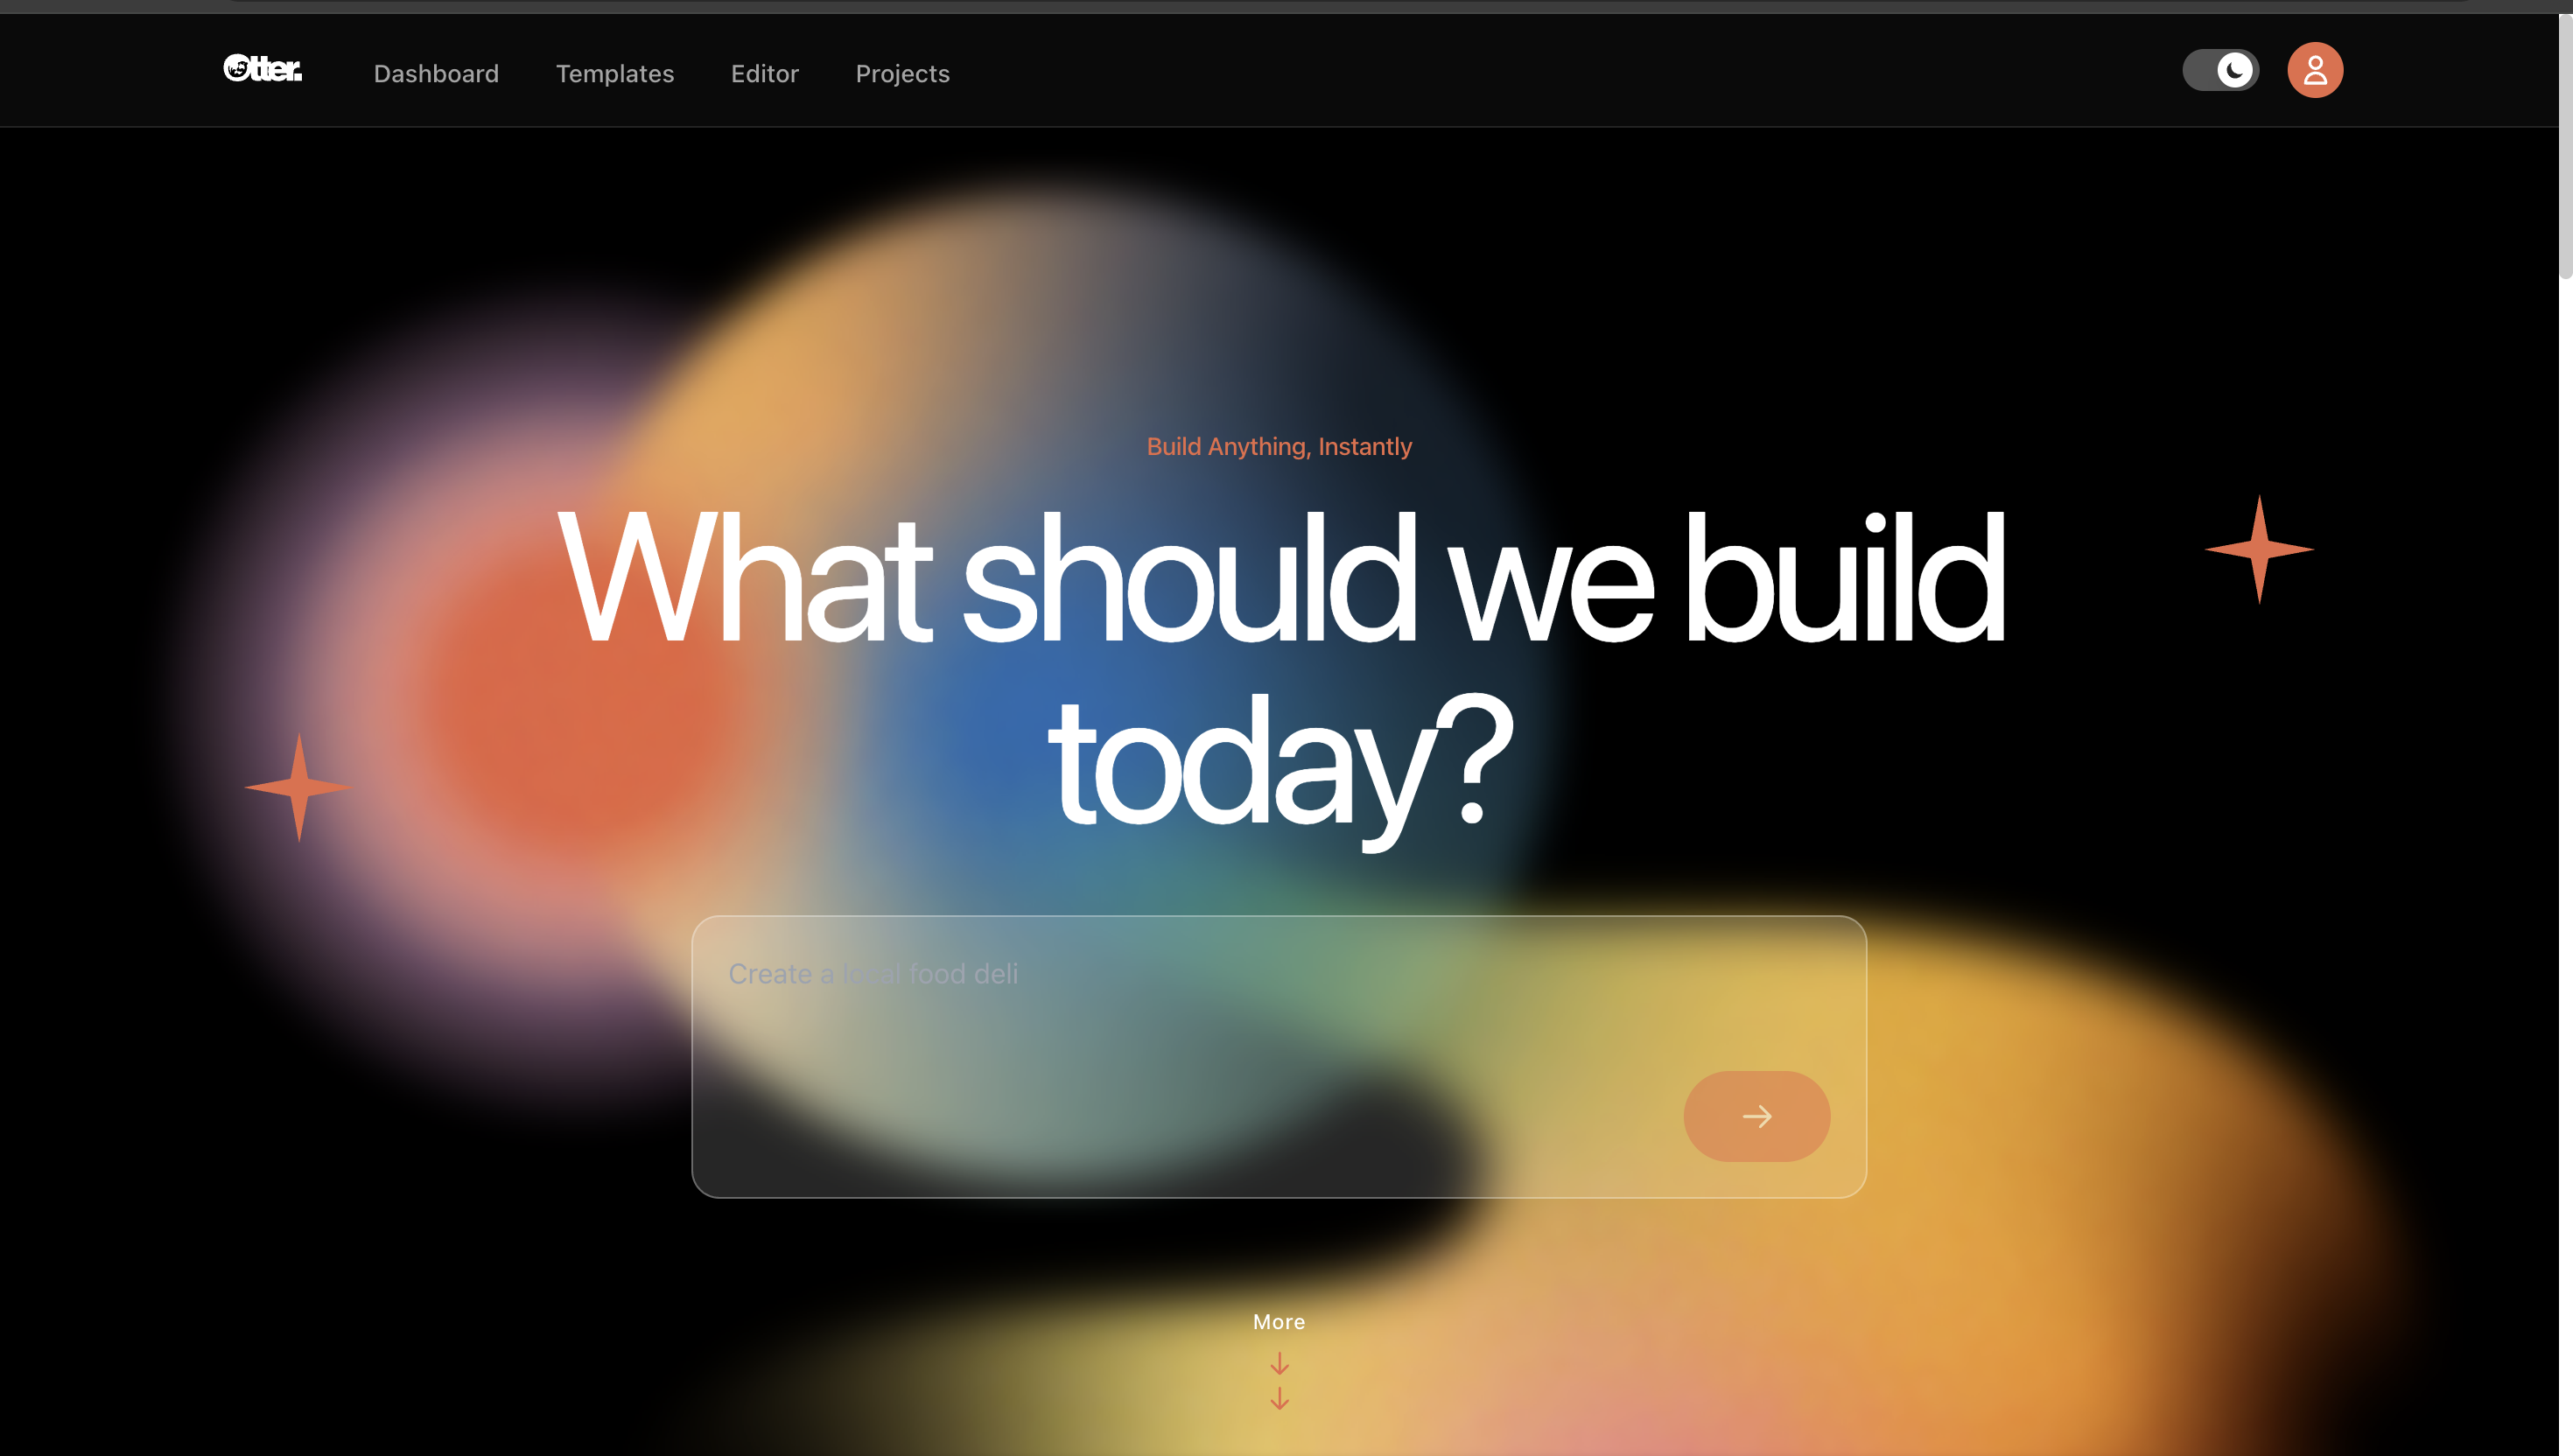 Otter.
Dashboard
Templates
Editor
Projects
Build Anything, Instantly
What should we build
today?
Create a local food deli
More